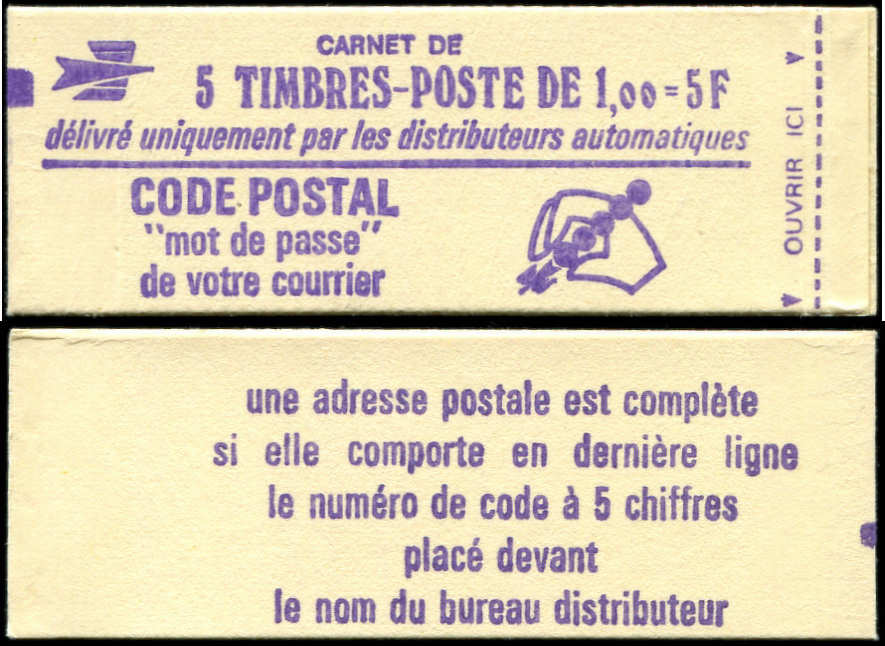 CARNET DE
5 TIMBRES-POSTE DE 1,00 = 5 F
délivré uniquement par les distributeurs automatiques
CODE POSTAL
"mot de passe"
de votre courrier
OUVRIR ICI
une adresse postale est complète
si elle comporte en dernière ligne
le numéro de code à 5 chiffres
placé devant
le nom du bureau distributeur